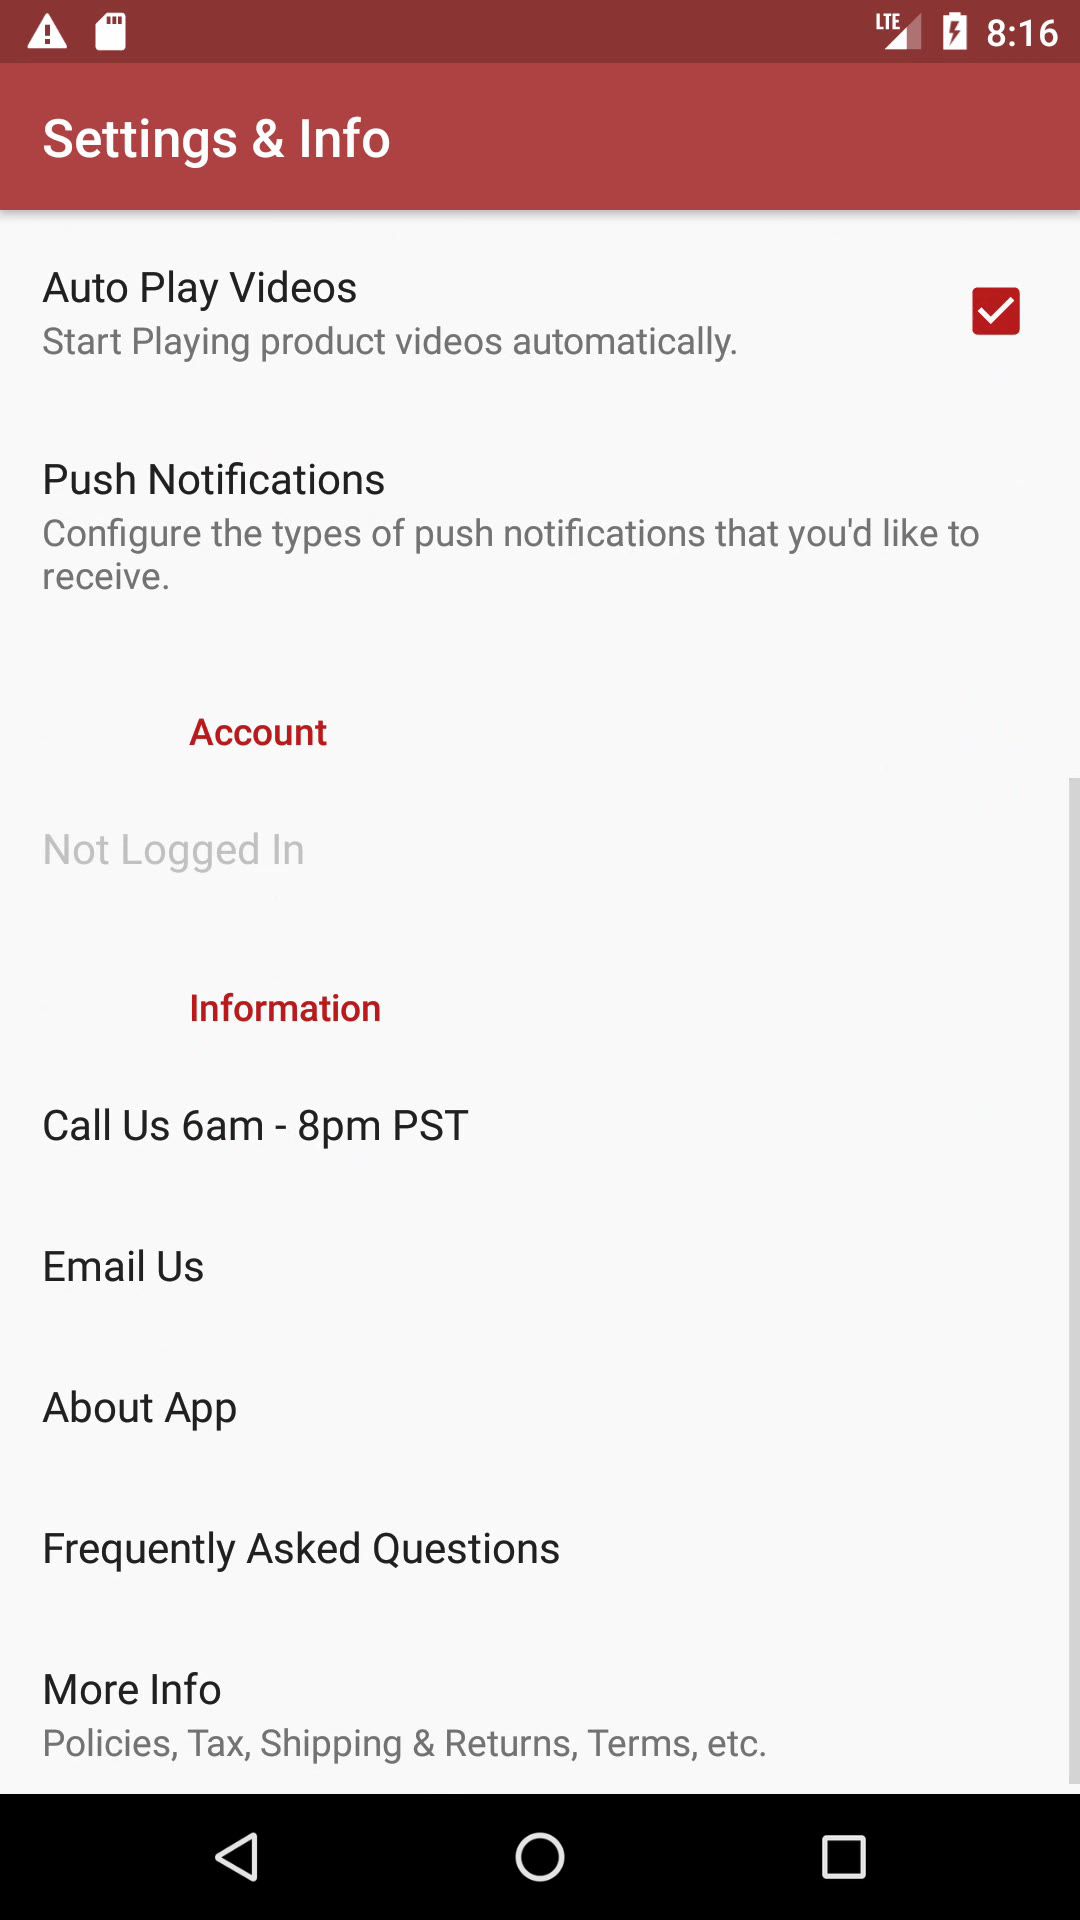 LTE 8:16
Settings & Info
Auto Play Videos
Start Playing product videos automatically.
Push Notifications
Configure the types of push notifications that you'd like to
receive.
Account
Not Logged In
Information
Call Us 6am - 8pm PST
Email Us
About App
Frequently Asked Questions
More Info
Policies, Tax, Shipping & Returns, Terms, etc.